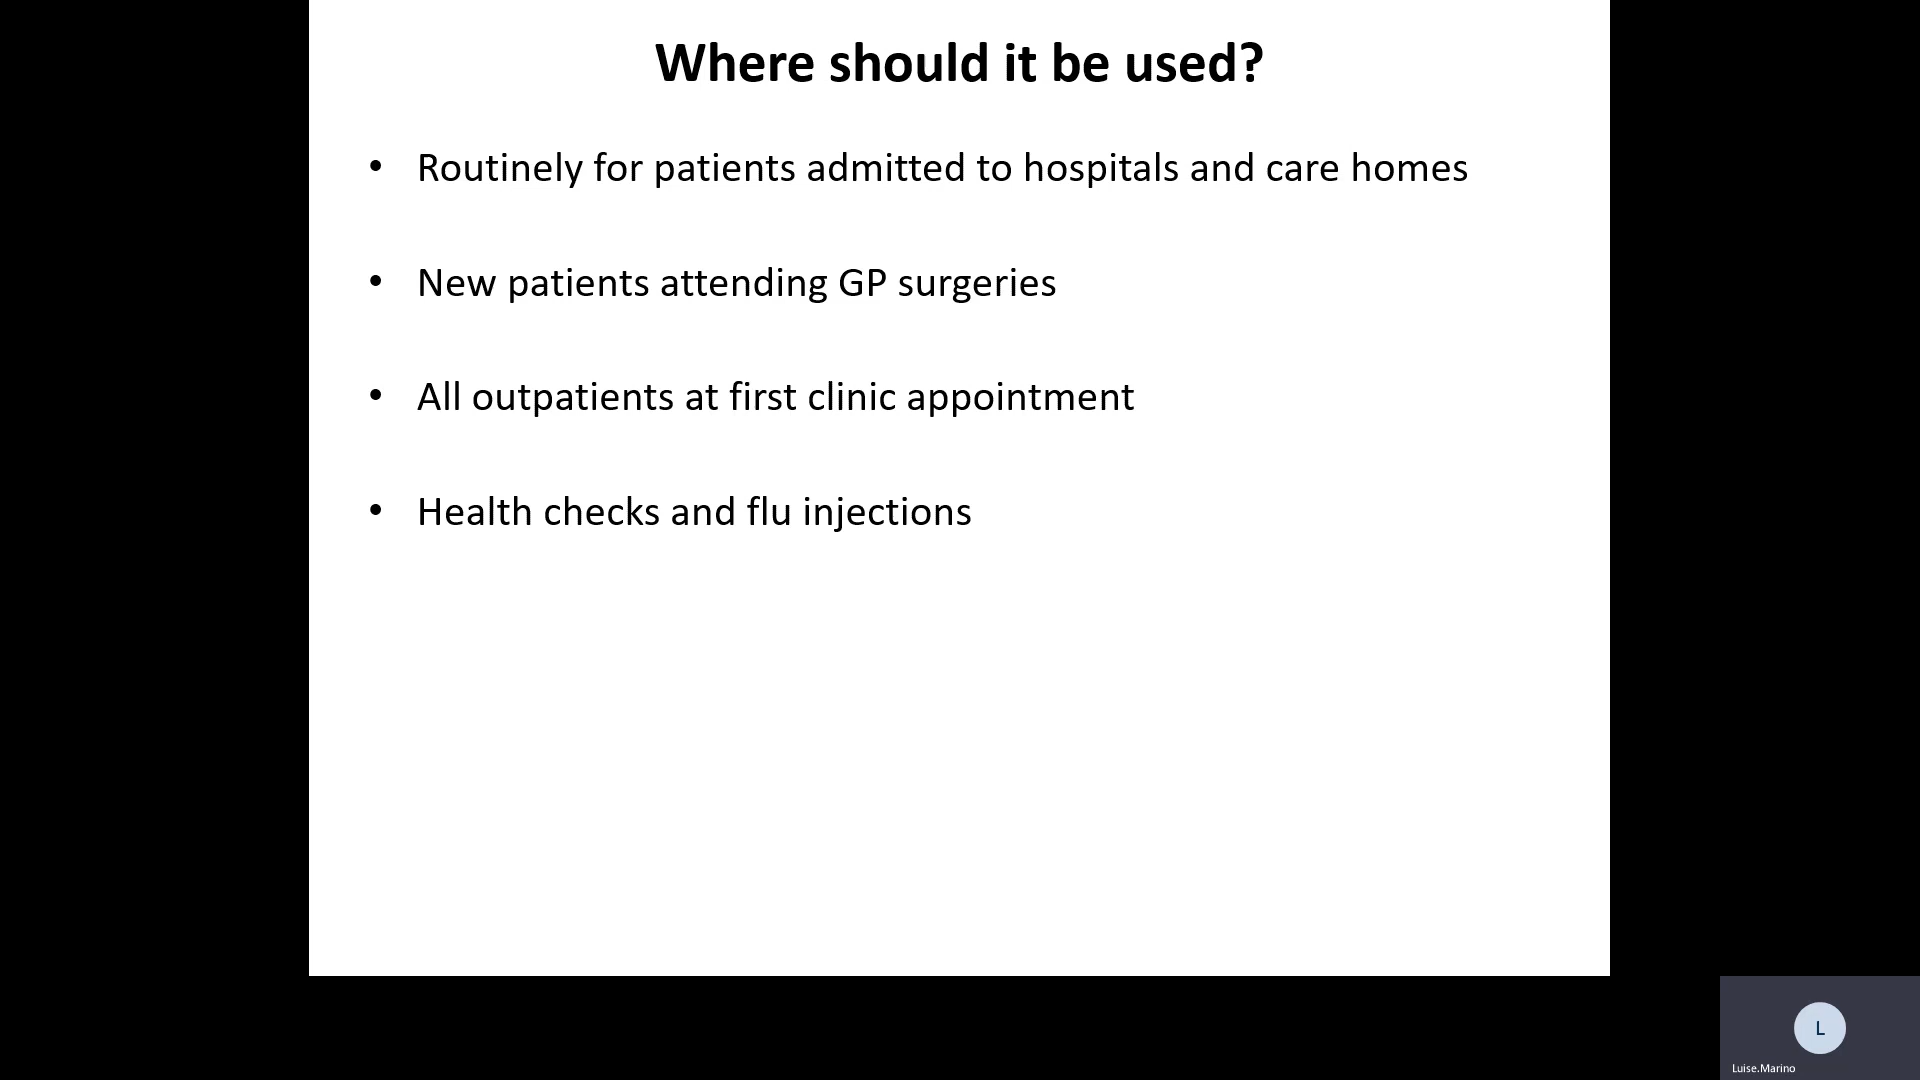 Where should it be used?
• Routinely for patients admitted to hospitals and care homes
• New patients attending GP surgeries
• All outpatients at first clinic appointment
• Health checks and flu injections
L
Luise.Marino